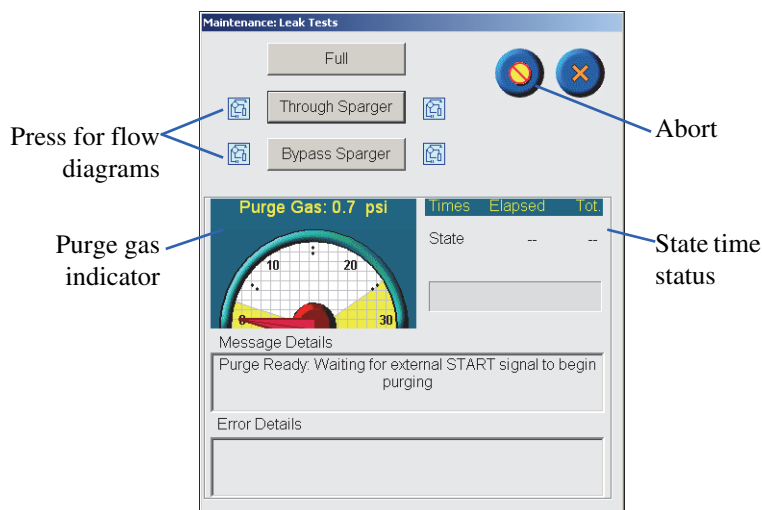 Maintenance: Leak Tests
Full
Through Sparger
Bypass Sparger
Press for flow
diagrams
Abort
Purge Gas: 0.7 psi
Times Elapsed Tot.
State -- --
10 20
0 30
Purge gas
indicator
State time
status
Message Details
Purge Ready: Waiting for external START signal to begin
purging
Error Details